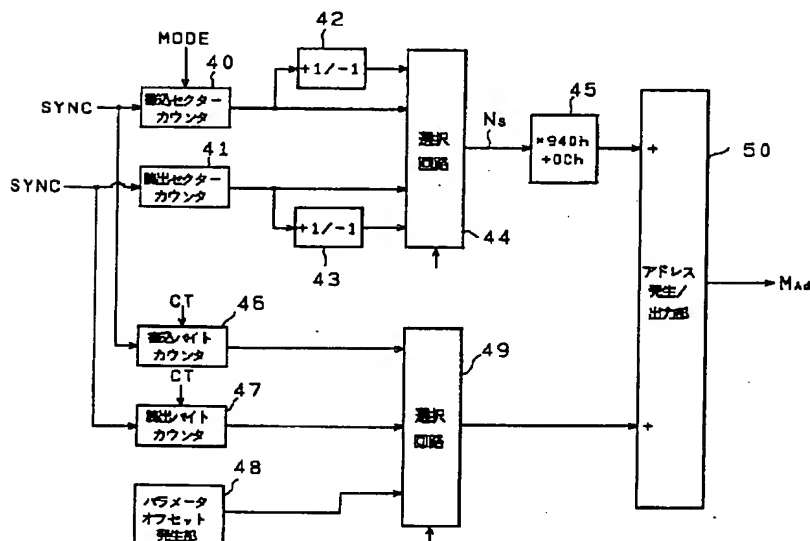 MODE
42
40
+1/-1
SYNC
書込セクター
カウンタ
45
41
選択
回路
Ns
*940h
+0Ch
50
SYNC
読出セクター
カウンタ
+
+1/-1
44
43
アドレス
発生/
出力部
MAd
CT
46
書込バイト
カウンタ
49
CT
47
選択
回路
読出バイト
カウンタ
+
48
パラメータ
オフセット
発生部